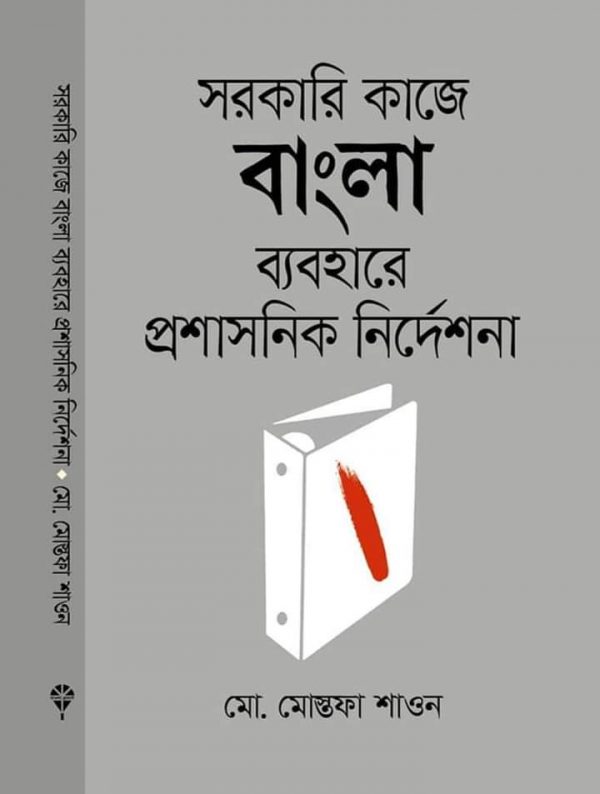 সরকারি কাজে
বাংলা
ব্যবহারে
প্রশাসনিক নির্দেশনা
মো. মোস্তফা শাওন
সরকারি কাজে বাংলা ব্যবহারে প্রশাসনিক নির্দেশনা ◆ মো. মোস্তফা শাওন